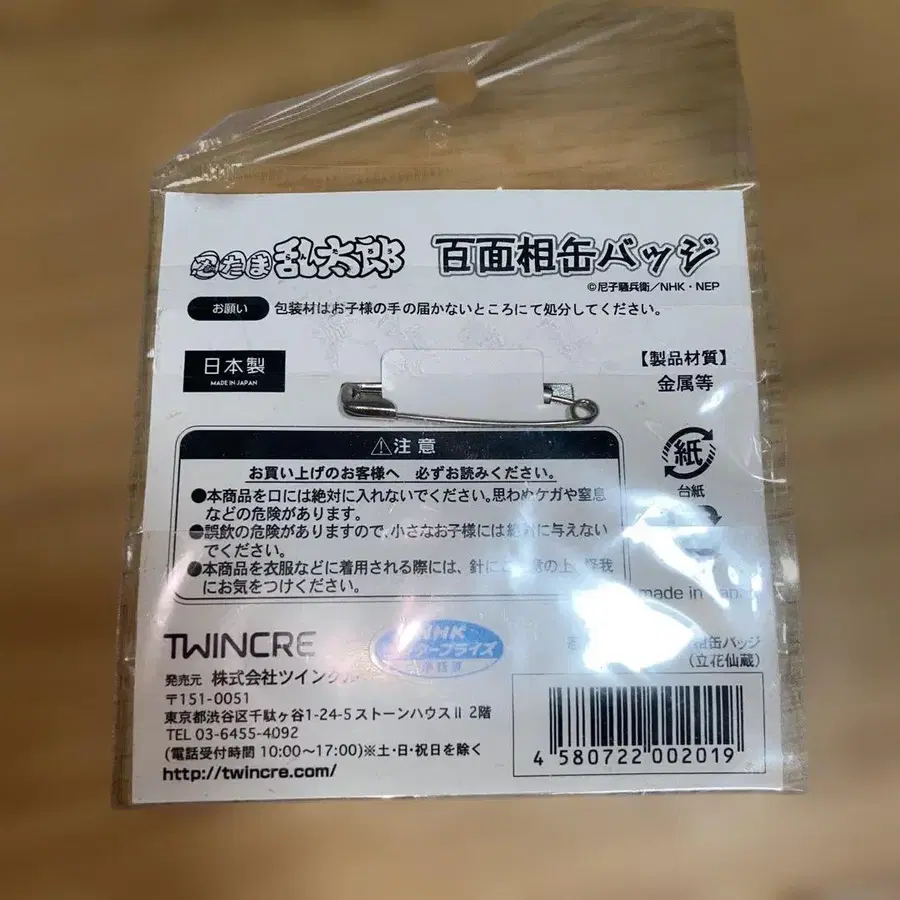 忍たま乱太郎 百面相缶バッジ
©尼子騒兵衛/NHK・NEP
お願い 包装材はお子様の手の届かないところにて処分してください。
日本製
MADE IN JAPAN
【製品材質】
金属等
⚠注意
お買い上げのお客様へ 必ずお読みください。
●本商品を口には絶対に入れないでください。思わぬケガや窒息
などの危険があります。
●誤飲の危険がありますので、小さなお子様には絶対に与えない
でください。
●本商品を衣服などに着用される際には、針にご注意の上、怪我
にお気をつけください。
紙
台紙
made in Japan
TWINCRE
NHK
発売元 株式会社ツインクル
〒151-0051
東京都渋谷区千駄ヶ谷1-24-5 ストーンハウスⅡ 2階
TEL 03-6455-4092
(電話受付時間 10:00〜17:00)※土・日・祝日を除く
http://twincre.com/
相缶バッジ
(立花仙蔵)
4 580722 002019